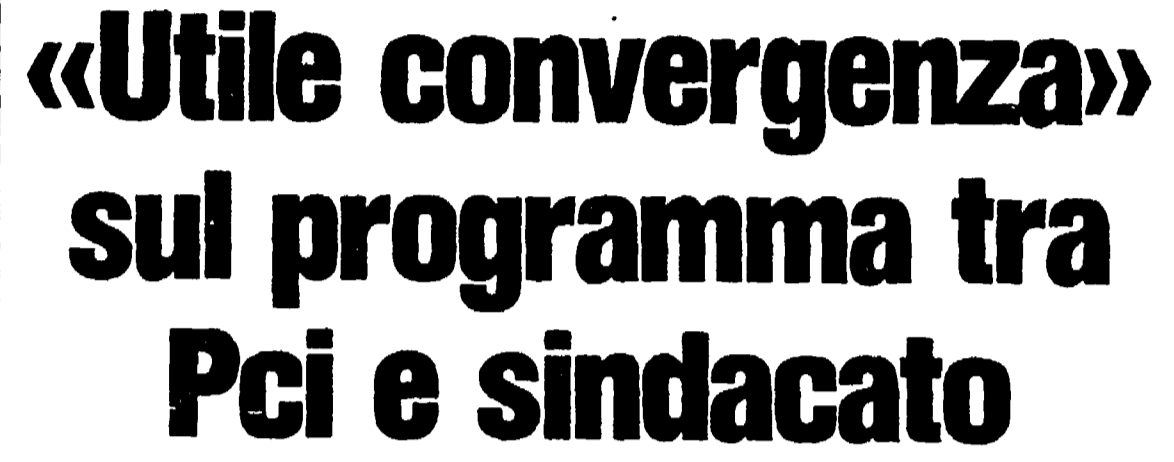 «Utile convergenza»
sul programma tra
Pci e sindacato